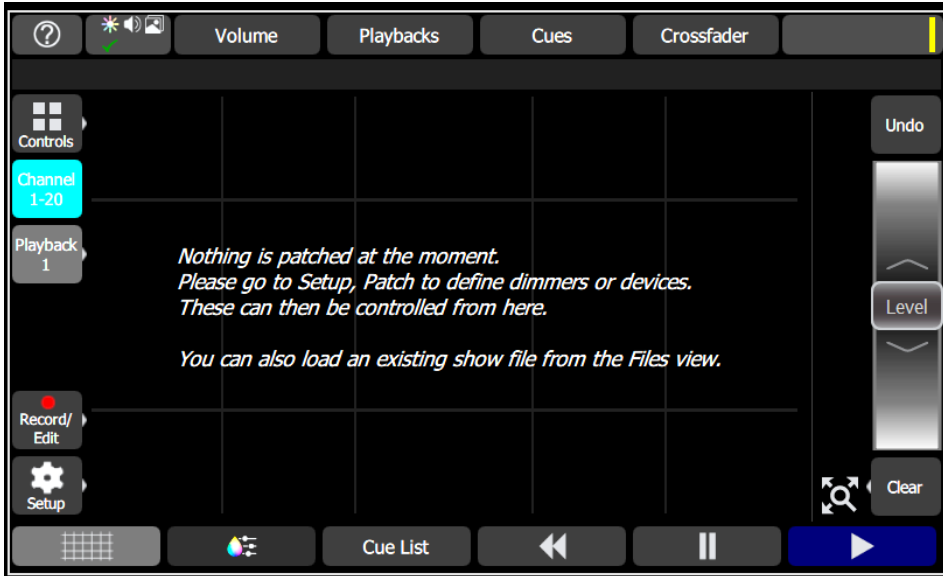 ?
Volume
Playbacks
Cues
Crossfader
Controls
Undo
Channel
1-20
Playback
1
Nothing is patched at the moment.
Please go to Setup, Patch to define dimmers or devices.
These can then be controlled from here.
You can also load an existing show file from the Files view.
Level
Record/
Edit
Setup
Clear
Cue List